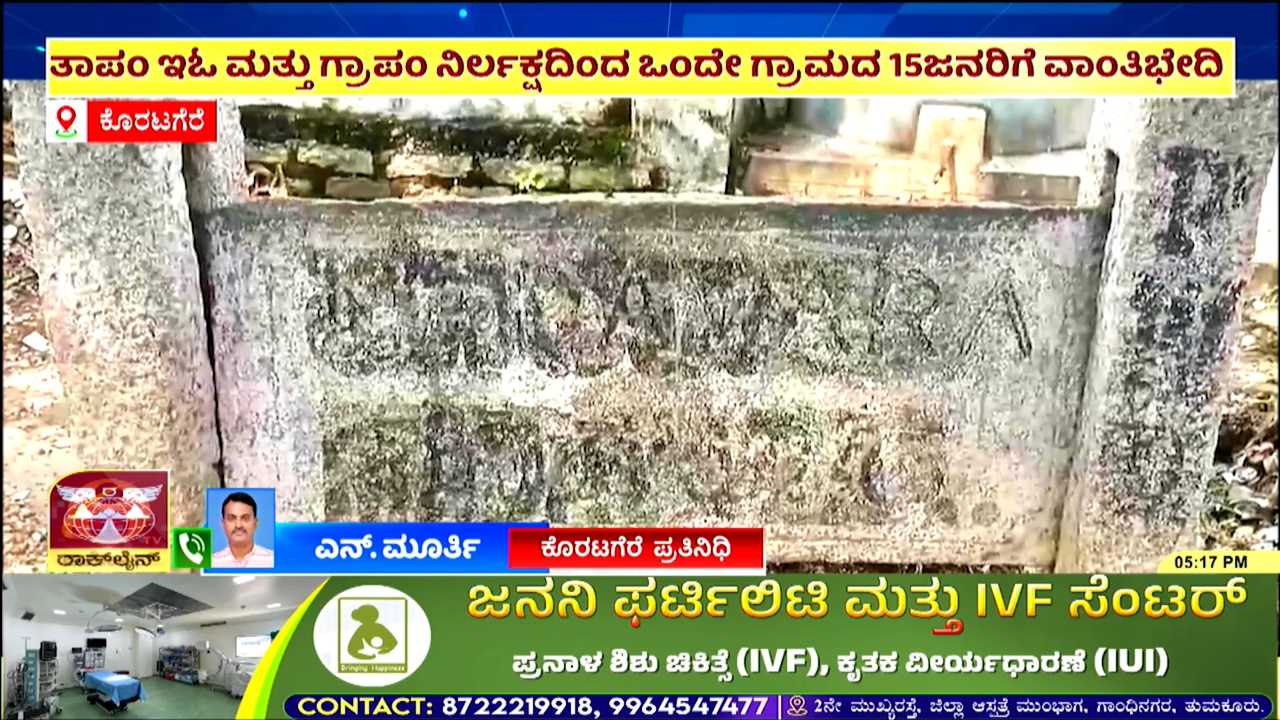 ತಾಪಂ ಇಓ ಮತ್ತು ಗ್ರಾಪಂ ನಿರ್ಲಕ್ಷದಿಂದ ಒಂದೇ ಗ್ರಾಮದ 15ಜನರಿಗೆ ವಾಂತಿಭೇದಿ
ಕೊರಟಗೆರೆ
ರಾಕ್‌ಲೈನ್
TV
ಎನ್. ಮೂರ್ತಿ
ಕೊರಟಗೆರೆ ಪ್ರತಿನಿಧಿ
05:17 PM
ಜನನಿ ಫರ್ಟಿಲಿಟಿ ಮತ್ತು IVF ಸೆಂಟರ್
Bringing Happiness
ಪ್ರನಾಳ ಶಿಶು ಚಿಕಿತ್ಸೆ (IVF), ಕೃತಕ ವೀರ್ಯಧಾರಣೆ (IUI)
CONTACT: 8722219918, 9964547477
2ನೇ ಮುಖ್ಯರಸ್ತೆ, ಜಿಲ್ಲಾ ಆಸ್ಪತ್ರೆ ಮುಂಭಾಗ, ಗಾಂಧಿನಗರ, ತುಮಕೂರು.